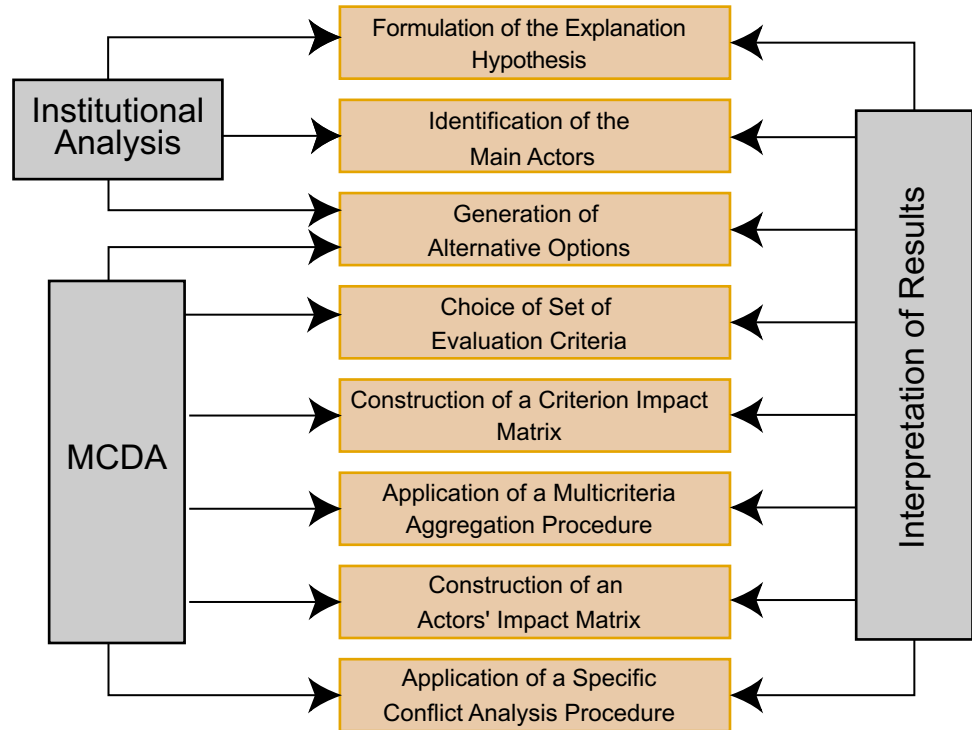 Formulation of the Explanation
Hypothesis
Institutional
Analysis
Identification of the
Main Actors
Generation of
Alternative Options
Choice of Set of
Evaluation Criteria
Construction of a Criterion Impact
Matrix
MCDA
Application of a Multicriteria
Aggregation Procedure
Construction of an
Actors' Impact Matrix
Application of a Specific
Conflict Analysis Procedure
Interpretation of Results